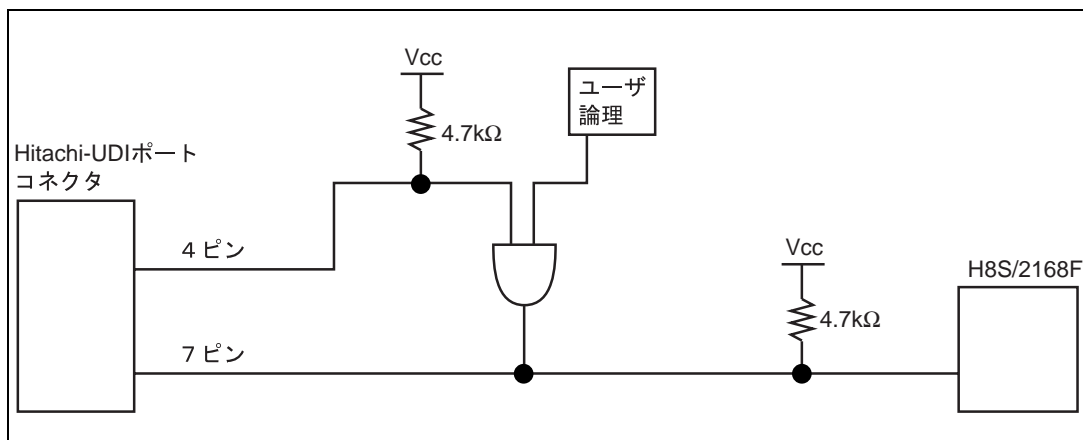 Vcc
ユーザ
論理
4.7kΩ
Hitachi-UDIポート
コネクタ
4 ピン
Vcc
H8S/2168F
4.7kΩ
7 ピン